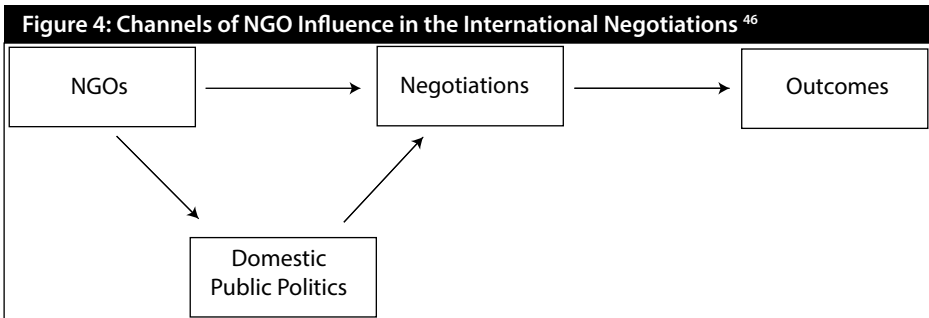 Figure 4: Channels of NGO Influence in the International Negotiations 46
NGOs
Negotiations
Outcomes
Domestic
Public Politics